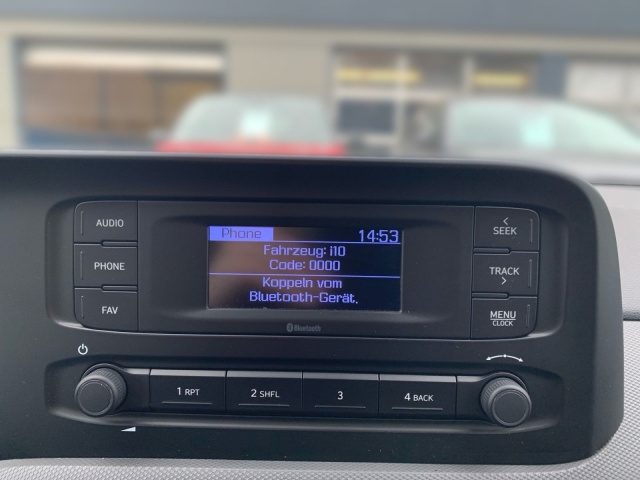 AUDIO
PHONE
FAV
Phone 14:53
Fahrzeug: i10
Code: 0000
Koppeln vom
Bluetooth-Gerät.
SEEK
TRACK
MENU
CLOCK
Bluetooth
1 RPT
2 SHFL
3
4 BACK